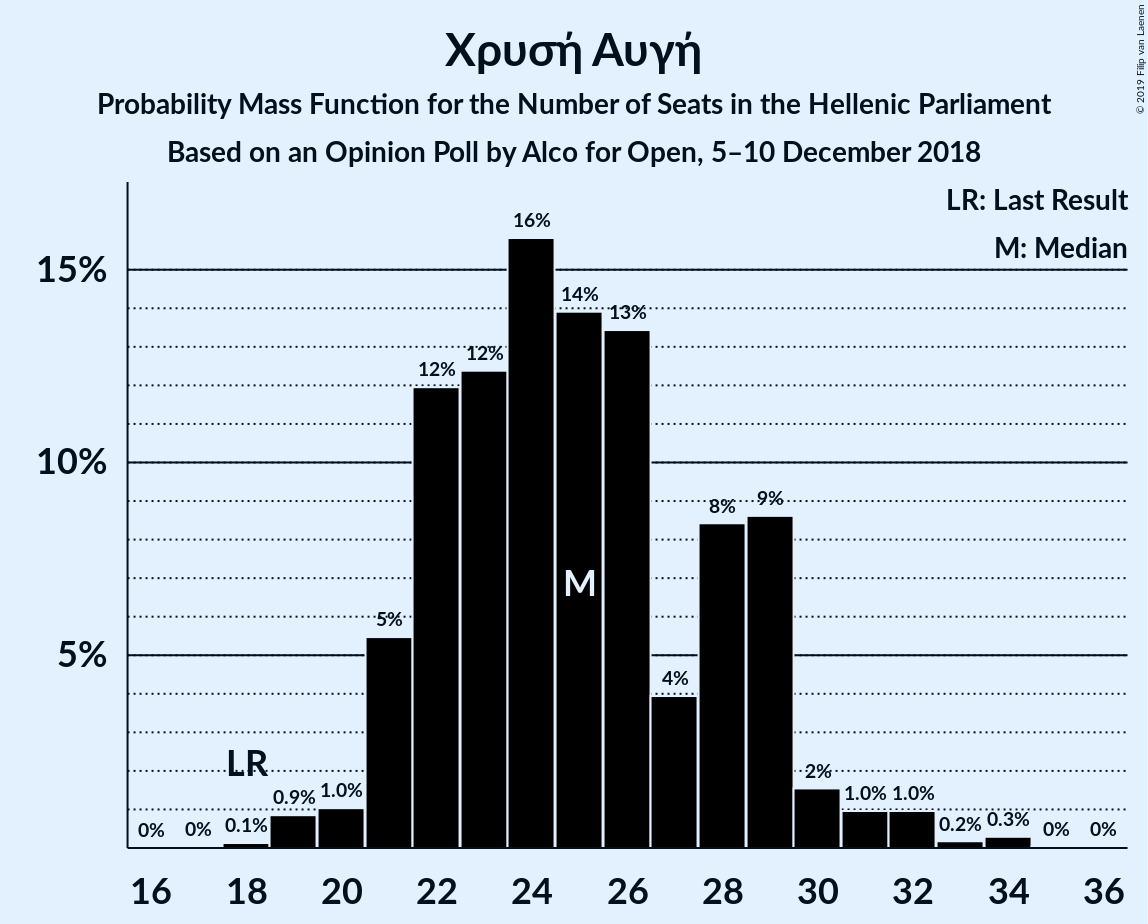 © 2019 Filip van Laenen
Χρυσή Αυγή
Probability Mass Function for the Number of Seats in the Hellenic Parliament
Based on an Opinion Poll by Alco for Open, 5–10 December 2018
LR: Last Result
M: Median
15%
10%
5%
0%
0%
0.1%
LR
0.9%
1.0%
5%
12%
12%
16%
14%
M
13%
4%
8%
9%
2%
1.0%
1.0%
0.2%
0.3%
0%
0%
16 18 20 22 24 26 28 30 32 34 36